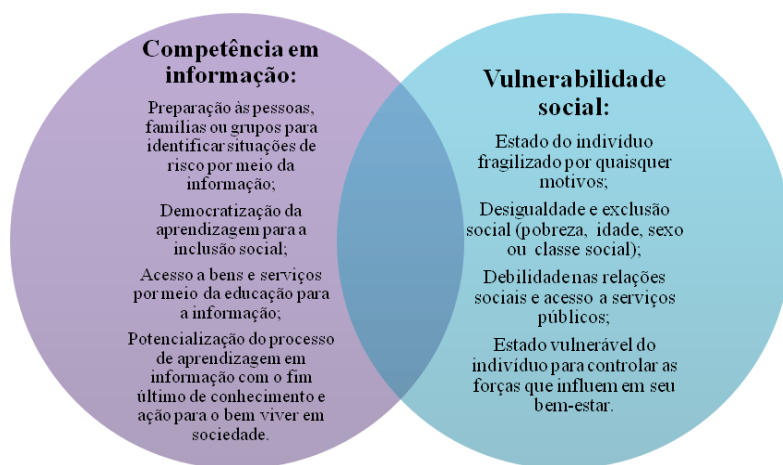 Competência em
informação:
Preparação às pessoas,
famílias ou grupos para
identificar situações de
risco por meio da
informação;
Democratização da
aprendizagem para a
inclusão social;
Acesso a bens e serviços
por meio da educação para
a informação;
Potencialização do processo
de aprendizagem em
informação com o fim
último de conhecimento e
ação para o bem viver em
sociedade.
Vulnerabilidade
social:
Estado do indivíduo
fragilizado por quaisquer
motivos;
Desigualdade e exclusão
social (pobreza, idade, sexo
ou classe social);
Debilidade nas relações
sociais e acesso a serviços
públicos;
Estado vulnerável do
indivíduo para controlar as
forças que influem em seu
bem-estar.